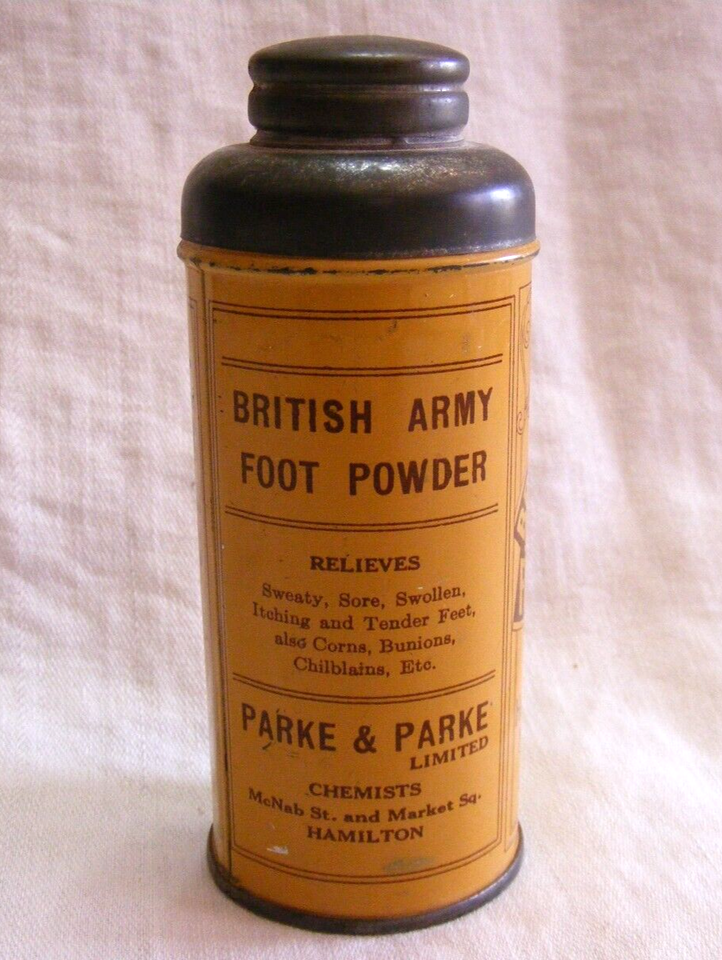 BRITISH ARMY
FOOT POWDER
RELIEVES
Sweaty, Sore, Swollen,
Itching and Tender Feet,
also Corns, Bunions,
Chilblains, Etc.
PARKE & PARKE
LIMITED
CHEMISTS
McNab St. and Market Sq.
HAMILTON